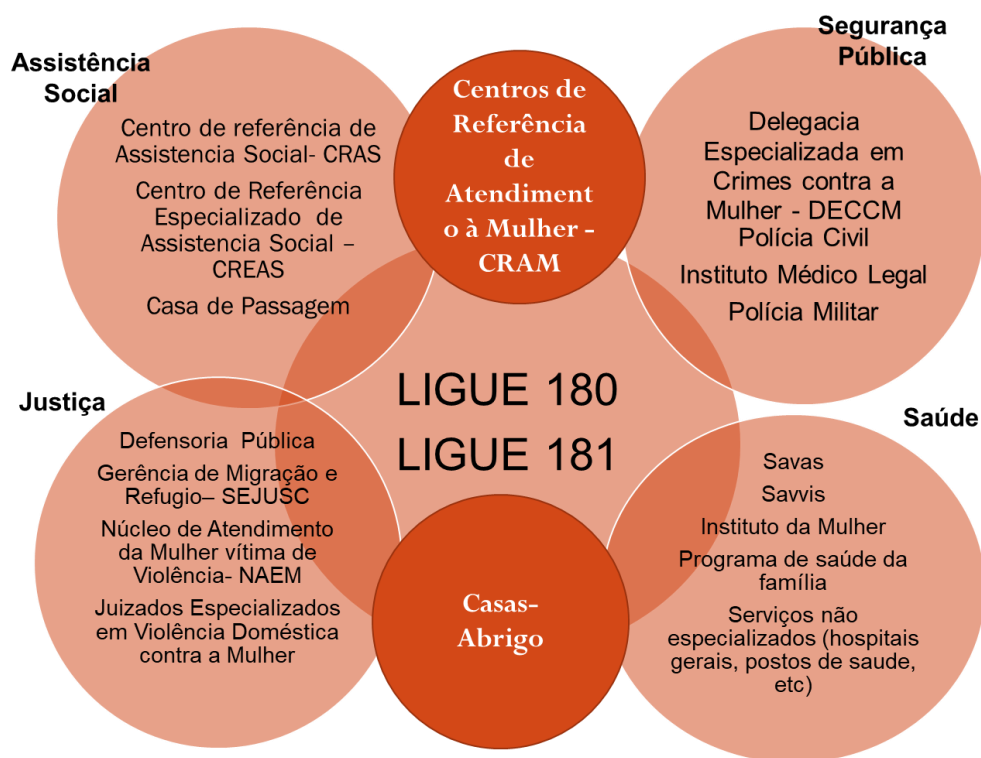 Assistência
Social
Centro de referência de
Assistencia Social- CRAS
Centro de Referência
Especializado de
Assistencia Social –
CREAS
Casa de Passagem
Centros de
Referência
de
Atendiment
o à Mulher -
CRAM
Segurança
Pública
Delegacia
Especializada em
Crimes contra a
Mulher - DECCM
Polícia Civil
Instituto Médico Legal
Polícia Militar
LIGUE 180
LIGUE 181
Justiça
Defensoria Pública
Gerência de Migração e
Refugio– SEJUSC
Núcleo de Atendimento
da Mulher vítima de
Violência- NAEM
Juizados Especializados
em Violência Doméstica
contra a Mulher
Casas-
Abrigo
Saúde
Savas
Savvis
Instituto da Mulher
Programa de saúde da
família
Serviços não
especializados (hospitais
gerais, postos de saude,
etc)